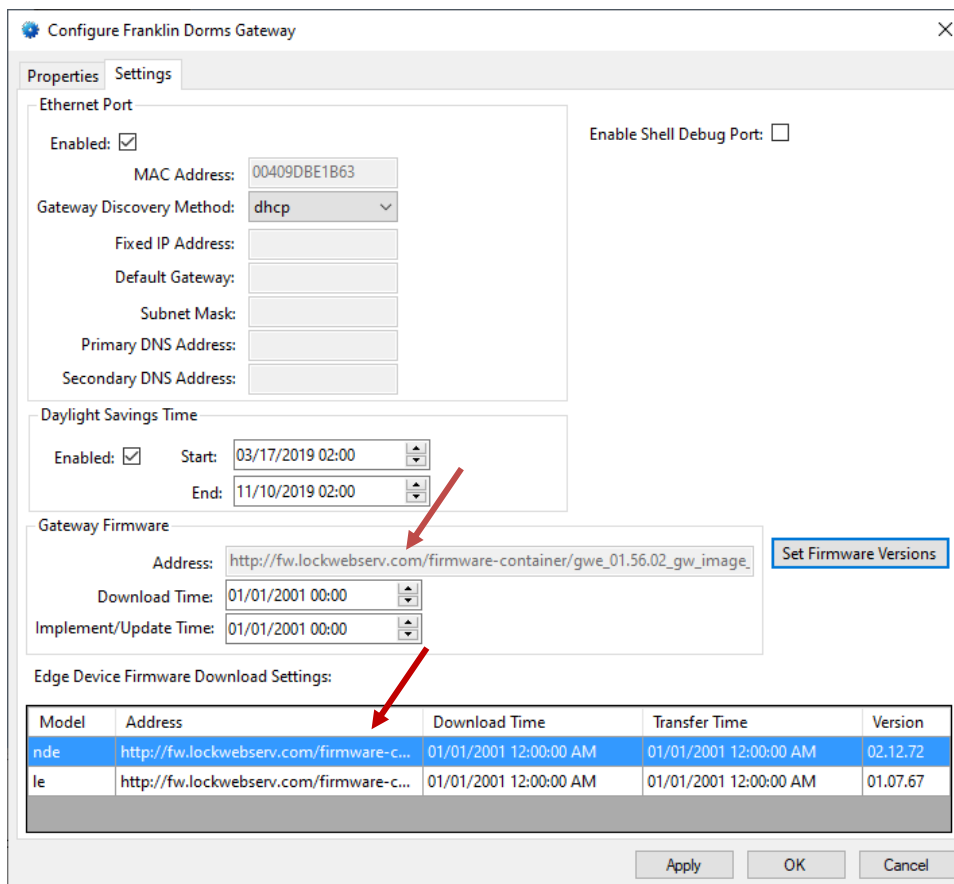 Configure Franklin Dorms Gateway
Properties Settings
Ethernet Port
Enabled:
Enable Shell Debug Port:
MAC Address: 00409DBE1B63
Gateway Discovery Method: dhcp
Fixed IP Address:
Default Gateway:
Subnet Mask:
Primary DNS Address:
Secondary DNS Address:
Daylight Savings Time
Enabled: Start: 03/17/2019 02:00
End: 11/10/2019 02:00
Gateway Firmware
Address: http://fw.lockwebserv.com/firmware-container/gwe_01.56.02_gw_image_
Set Firmware Versions
Download Time: 01/01/2001 00:00
Implement/Update Time: 01/01/2001 00:00
Edge Device Firmware Download Settings:
Model Address Download Time Transfer Time Version
nde http://fw.lockwebserv.com/firmware-c... 01/01/2001 12:00:00 AM 01/01/2001 12:00:00 AM 02.12.72
le http://fw.lockwebserv.com/firmware-c... 01/01/2001 12:00:00 AM 01/01/2001 12:00:00 AM 01.07.67
Apply OK Cancel